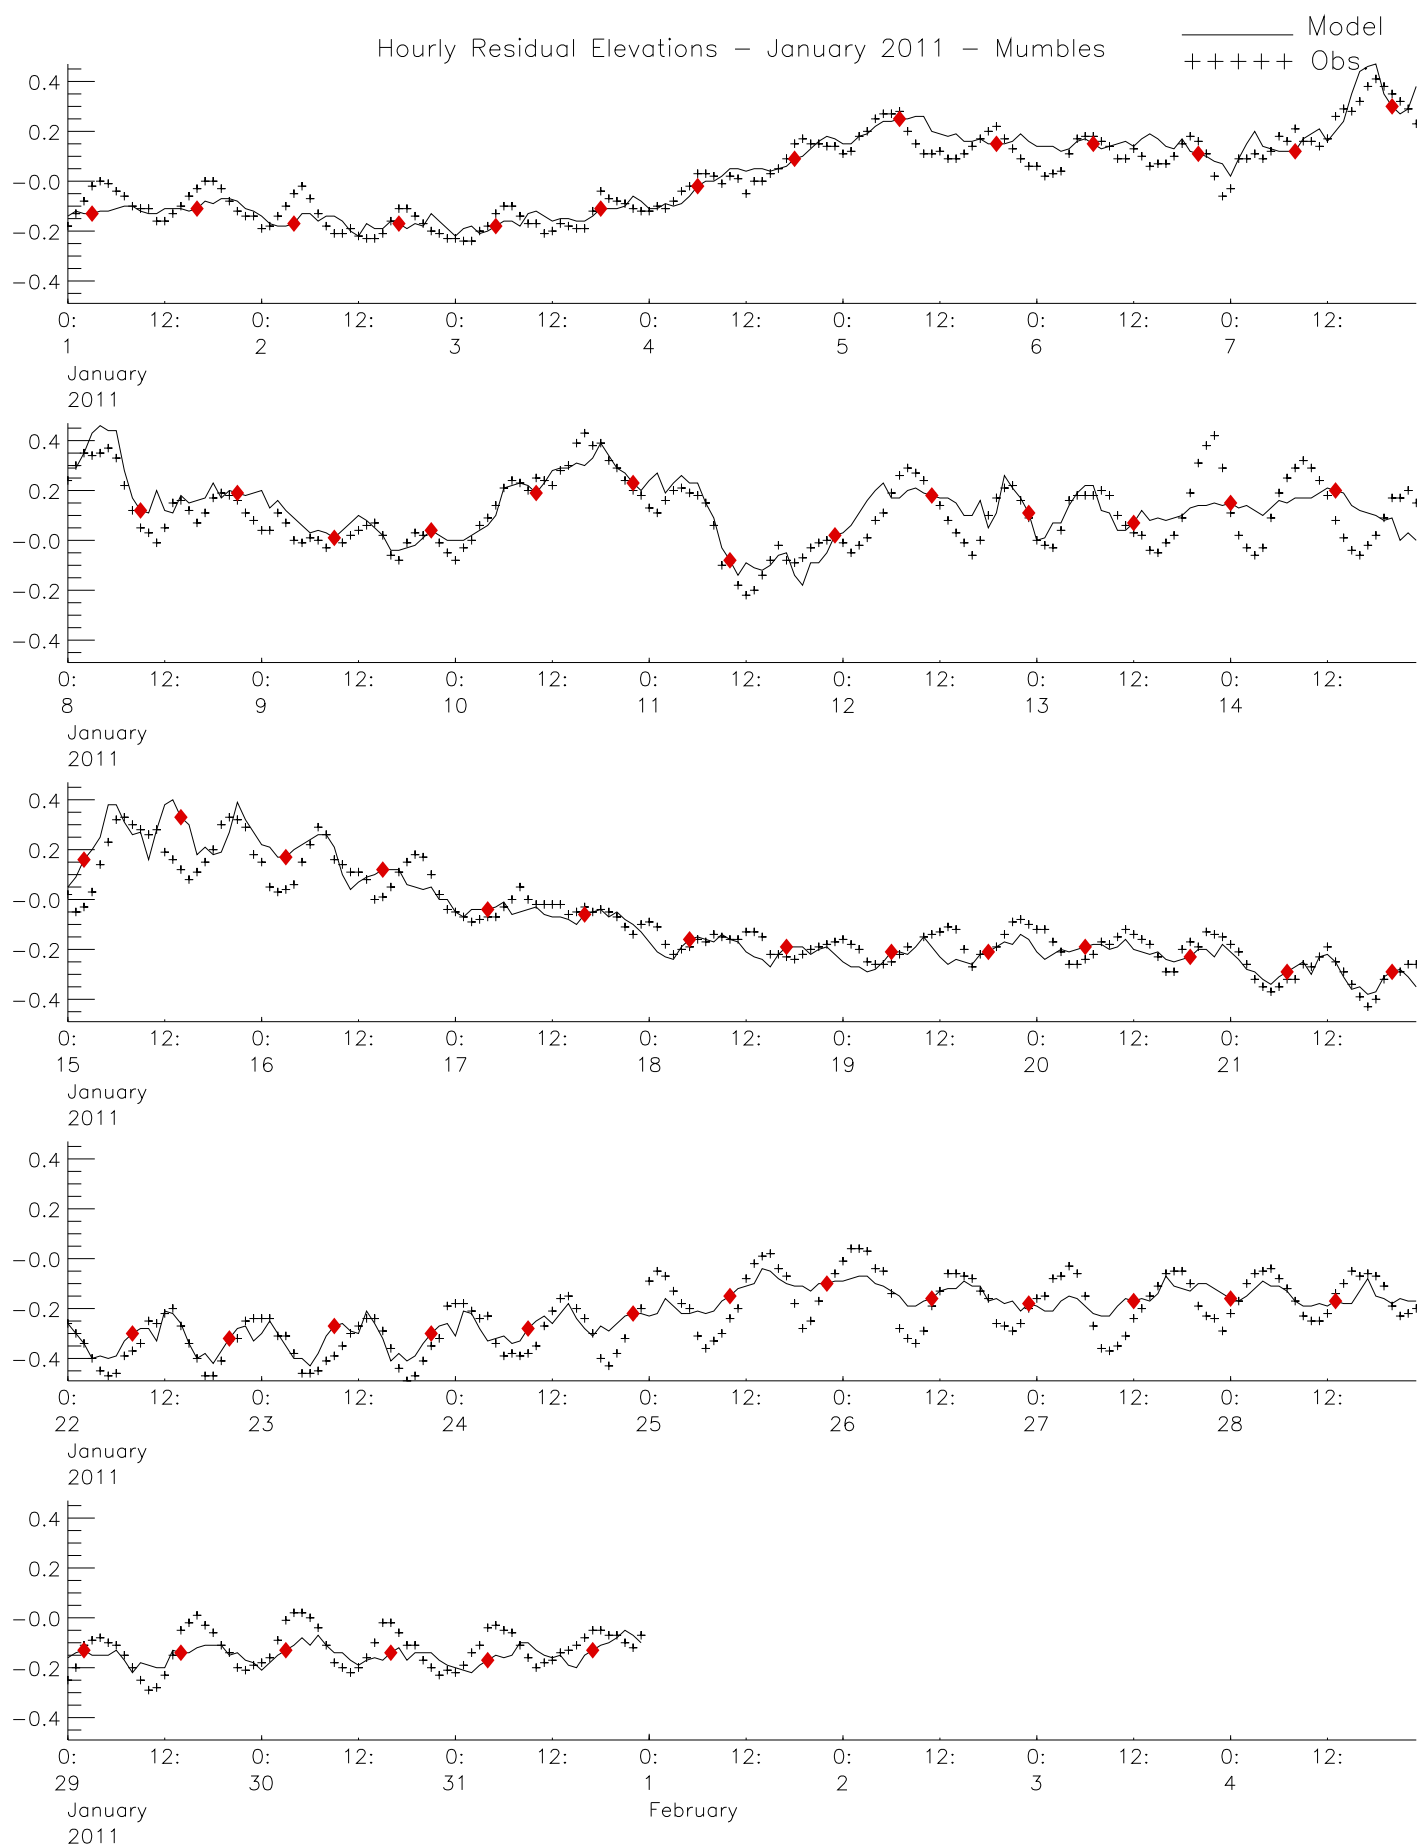 Hourly Residual Elevations – January 2011 – Mumbles
Model
+++++ Obs.
0.4
0.2
-0.0
-0.2
-0.4
0: 12: 0: 12: 0: 12: 0: 12: 0: 12: 0: 12: 0: 12:
1 2 3 4 5 6 7
January
2011
0.4
0.2
-0.0
-0.2
-0.4
0: 12: 0: 12: 0: 12: 0: 12: 0: 12: 0: 12: 0: 12:
8 9 10 11 12 13 14
January
2011
0.4
0.2
-0.0
-0.2
-0.4
0: 12: 0: 12: 0: 12: 0: 12: 0: 12: 0: 12: 0: 12:
15 16 17 18 19 20 21
January
2011
0.4
0.2
-0.0
-0.2
-0.4
0: 12: 0: 12: 0: 12: 0: 12: 0: 12: 0: 12: 0: 12:
22 23 24 25 26 27 28
January
2011
0.4
0.2
-0.0
-0.2
-0.4
0: 12: 0: 12: 0: 12: 0: 12: 0: 12: 0: 12: 0: 12:
29 30 31 1 2 3 4
January February
2011